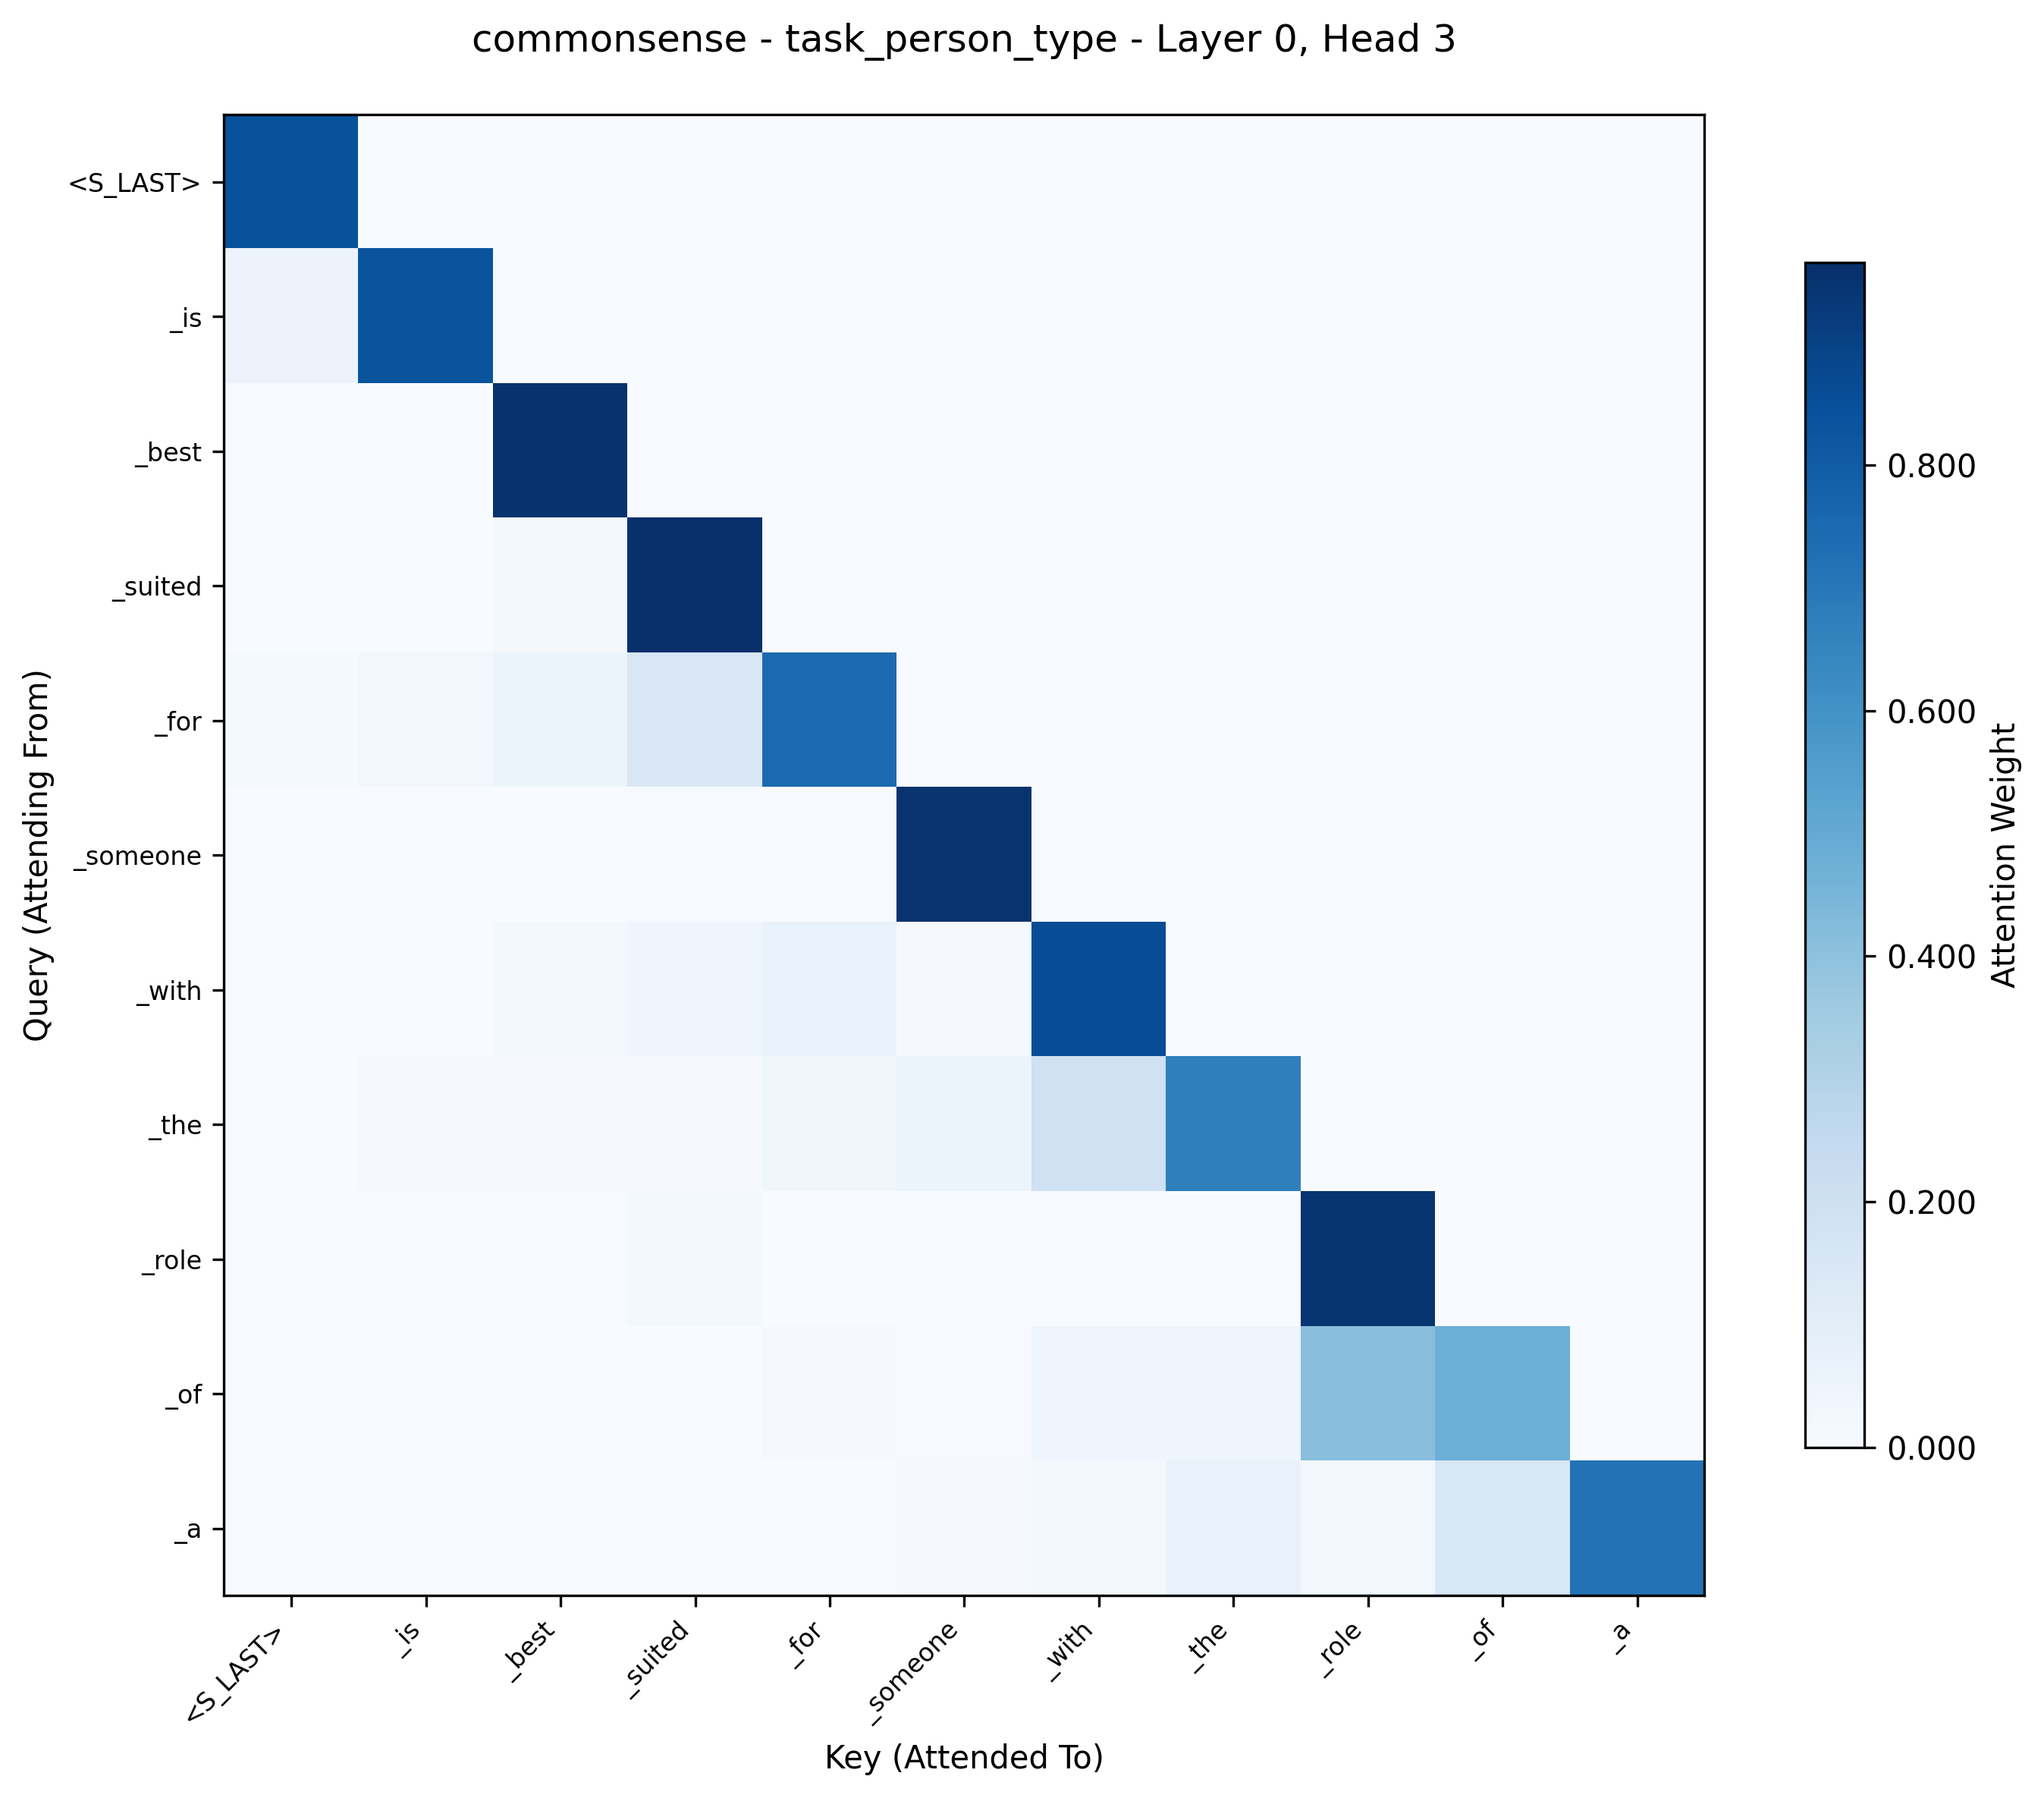 commonsense - task_person_type - Layer 0, Head 3
Query (Attending From)
<S_LAST>
_is
_best
_suited
_for
_someone
_with
_the
_role
_of
_a
<S_LAST>
_is
_best
_suited
_for
_someone
_with
_the
_role
_of
_a
Key (Attended To)
0.800
0.600
0.400
0.200
0.000
Attention Weight